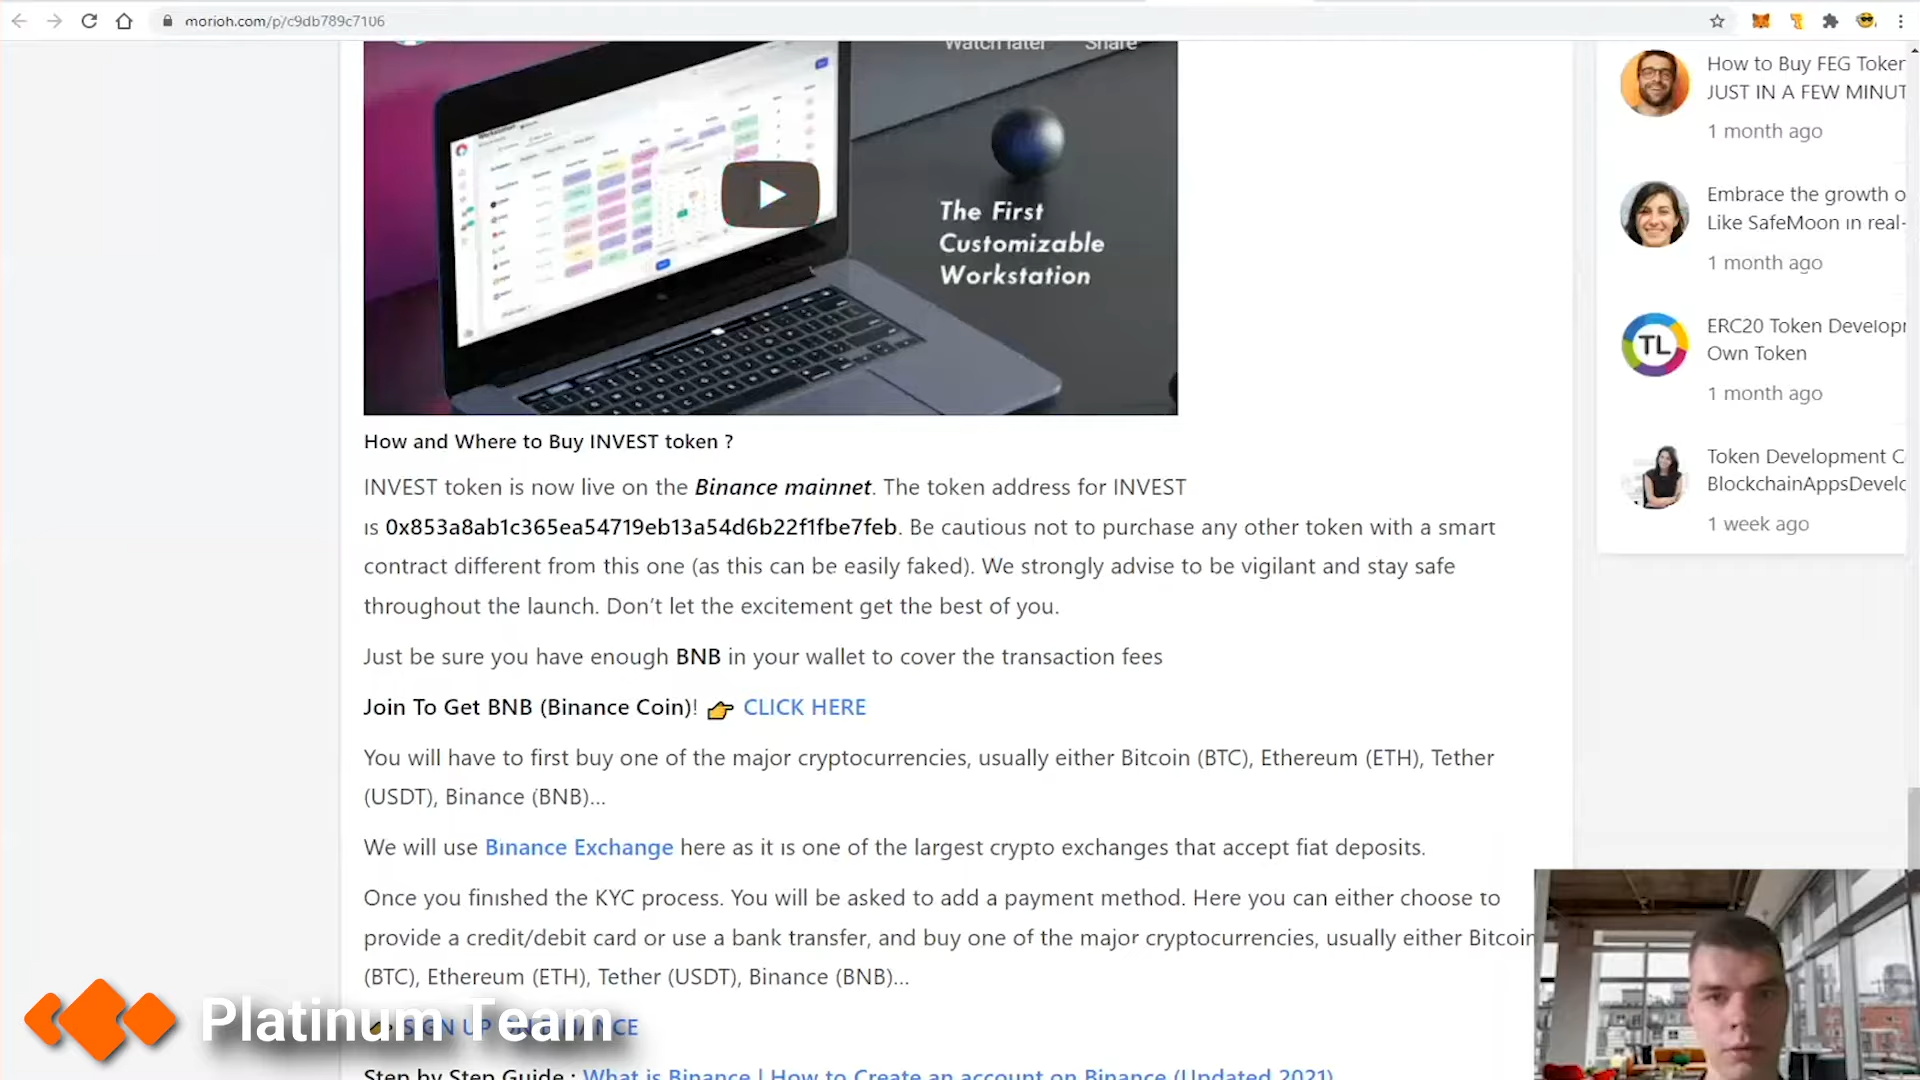 morioh.com/p/c9db789c7106
Watch later Share
The First
Customizable
Workstation
How and Where to Buy INVEST token ?
INVEST token is now live on the Binance mainnet. The token address for INVEST
is 0x853a8ab1c365ea54719eb13a54d6b22f1fbe7feb. Be cautious not to purchase any other token with a smart
contract different from this one (as this can be easily faked). We strongly advise to be vigilant and stay safe
throughout the launch. Don’t let the excitement get the best of you.
Just be sure you have enough BNB in your wallet to cover the transaction fees
Join To Get BNB (Binance Coin)! 👉 CLICK HERE
You will have to first buy one of the major cryptocurrencies, usually either Bitcoin (BTC), Ethereum (ETH), Tether
(USDT), Binance (BNB)…
We will use Binance Exchange here as it is one of the largest crypto exchanges that accept fiat deposits.
Once you finished the KYC process. You will be asked to add a payment method. Here you can either choose to
provide a credit/debit card or use a bank transfer, and buy one of the major cryptocurrencies, usually either Bitcoin
(BTC), Ethereum (ETH), Tether (USDT), Binance (BNB)…
SIGN UP ON BINANCE
Step by Step Guide : What is Binance | How to Create an account on Binance (Updated 2021)
How to Buy FEG Token
JUST IN A FEW MINUT
1 month ago
Embrace the growth o
Like SafeMoon in real-
1 month ago
TL
ERC20 Token Developm
Own Token
1 month ago
Token Development C
BlockchainAppsDevelo
1 week ago
Platinum Team